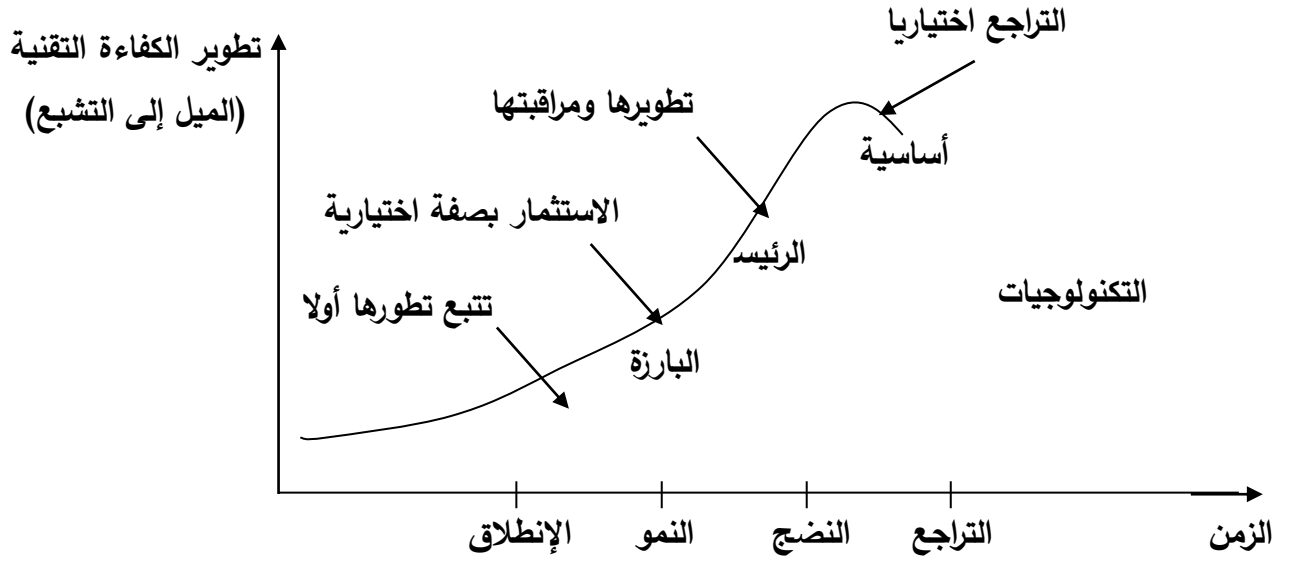 التراجع اختياريا
تطوير الكفاءة التقنية
(الميل إلى التشبع)
تطويرها ومراقبتها
أساسية
الاستثمار بصفة اختيارية
الرئيسـ
التكنولوجيات
تتبع تطورها أولا
البارزة
الإنطلاق
النمو
النضج
التراجع
الزمن